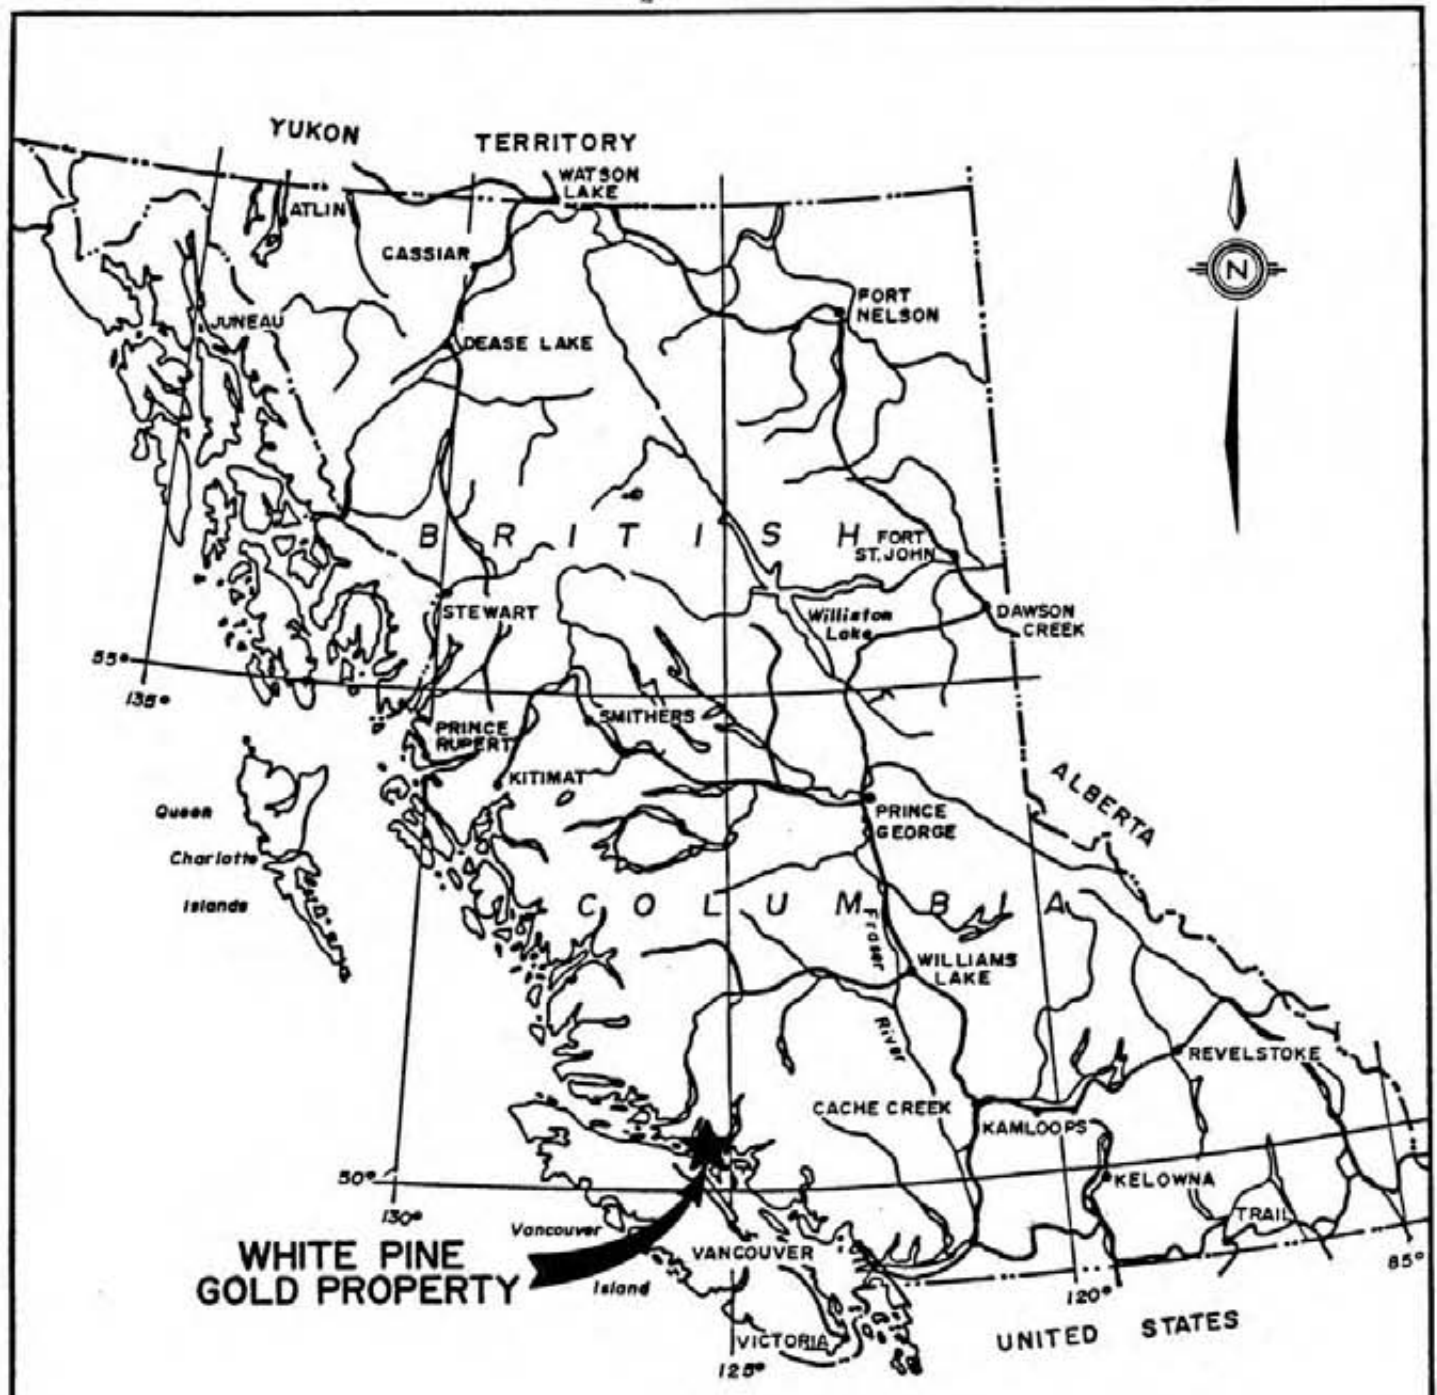 YUKON TERRITORY
WATSON
LAKE
ATLIN
CASSIAR
JUNEAU
DEASE LAKE
FORT
NELSON
N
BRITISH
FORT
ST. JOHN
STEWART
Williston
Lake
DAWSON
CREEK
55°
135°
PRINCE
RUPERT
SMITHERS
KITIMAT
ALBERTA
Queen
Charlotte
Islands
PRINCE
GEORGE
COLUMBIA
Fraser
River
WILLIAMS
LAKE
REVELSTOKE
CACHE CREEK
KAMLOOPS
KELOWNA
TRAIL
50°
130°
Vancouver
Island
WHITE PINE
GOLD PROPERTY
VANCOUVER
VICTORIA
125°
120°
85°
UNITED STATES